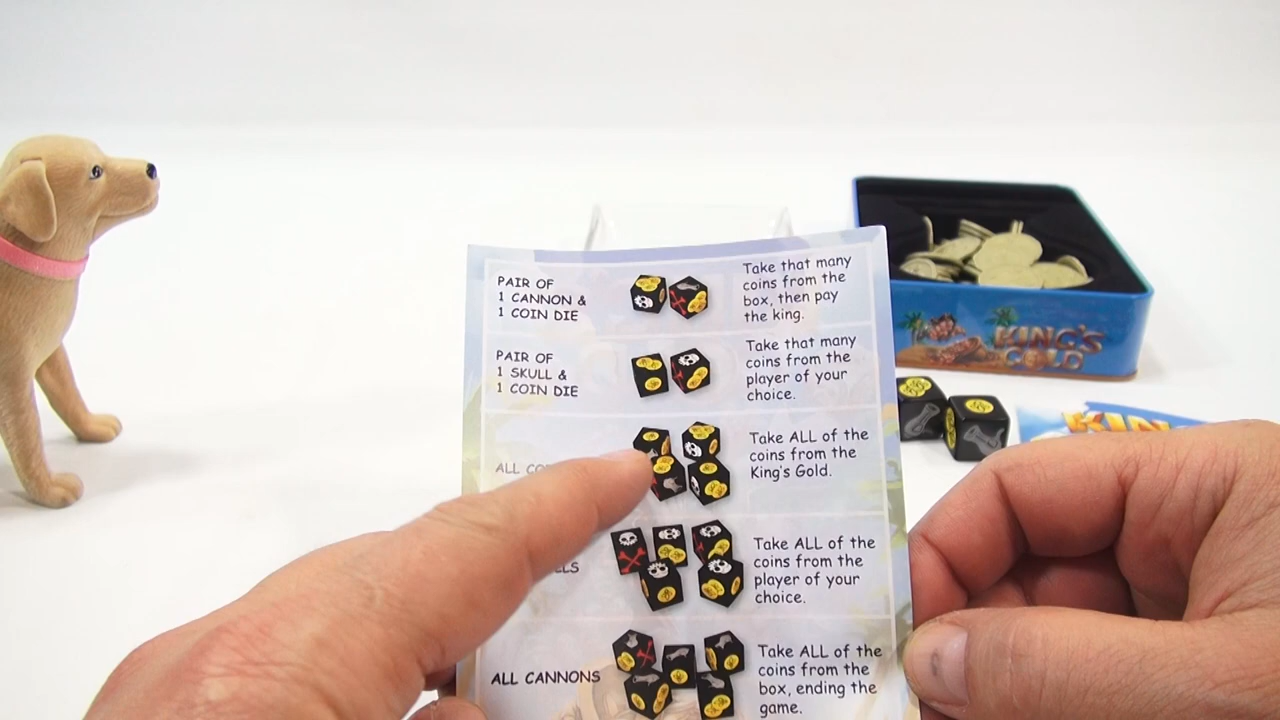 PAIR OF
1 CANNON &
1 COIN DIE
Take that many
coins from the
box, then pay
the king.
PAIR OF
1 SKULL &
1 COIN DIE
Take that many
coins from the
player of your
choice.
ALL
Take ALL of the
coins from the
King's Gold.
Take ALL of the
coins from the
player of your
choice.
ALL CANNONS
Take ALL of the
coins from the
box, ending the
game.
KING'S
GOLD